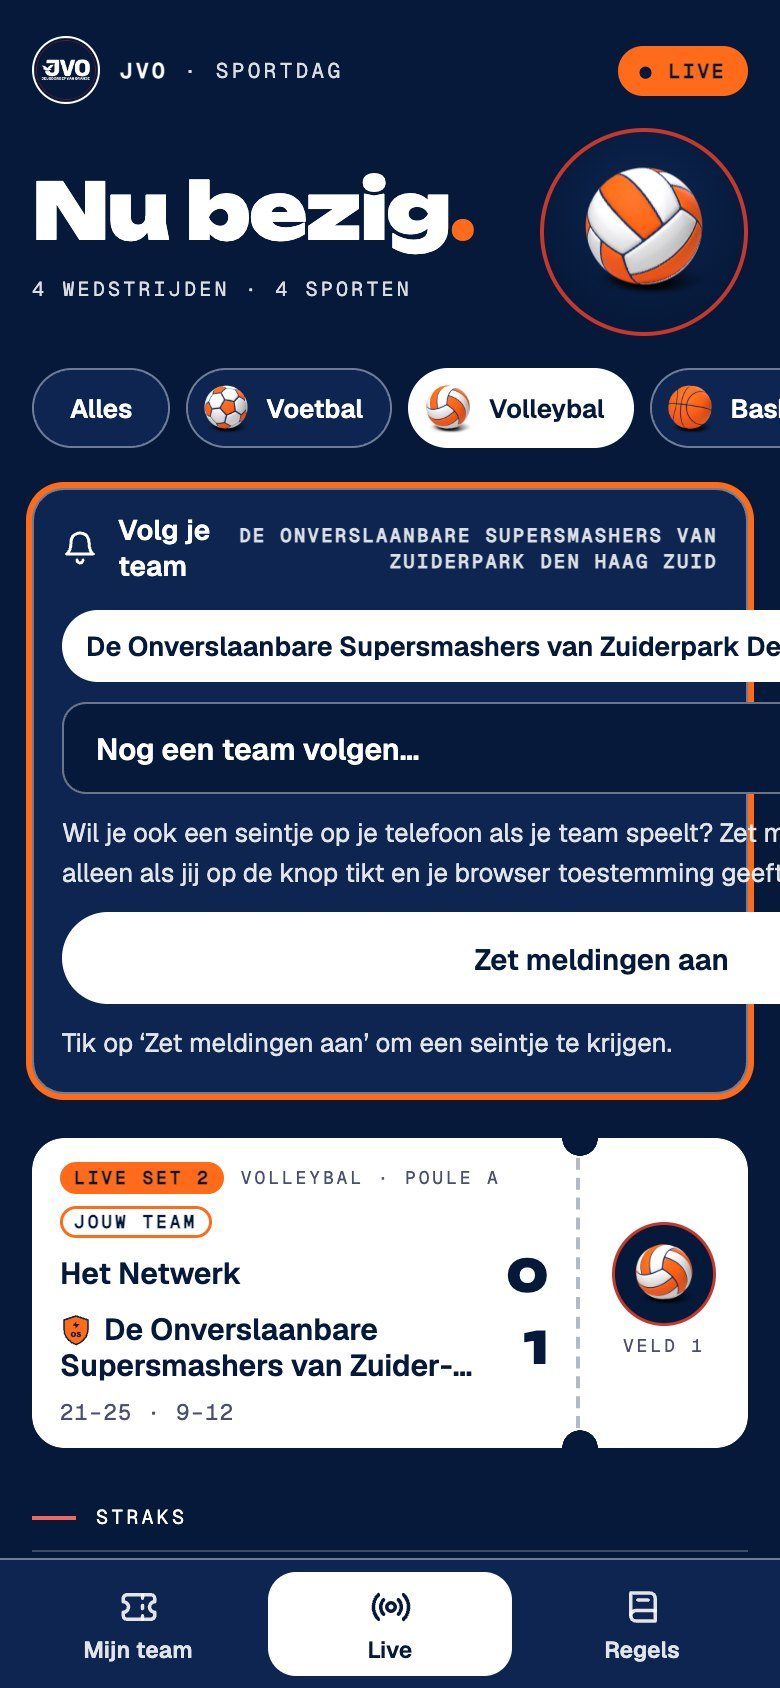 JVO
JVO · SPORTDAG
● LIVE
Nu bezig.
4 WEDSTRIJDEN · 4 SPORTEN
Alles
Voetbal
Volleybal
Volg je
team
DE ONVERSLAANBARE SUPERSMASHERS VAN
ZUIDERPARK DEN HAAG ZUID
De Onverslaanbare Supersmashers van Zuiderpark De
Nog een team volgen...
Wil je ook een seintje op je telefoon als je team speelt? Zet m
alleen als jij op de knop tikt en je browser toestemming geeft
Zet meldingen aan
Tik op ‘Zet meldingen aan’ om een seintje te krijgen.
LIVE SET 2 VOLLEYBAL · POULE A
JOUW TEAM
Het Netwerk 0
OS De Onverslaanbare
Supersmashers van Zuider-... 1
21–25 · 9–12
VELD 1
STRAKS
Mijn team
Live
Regels